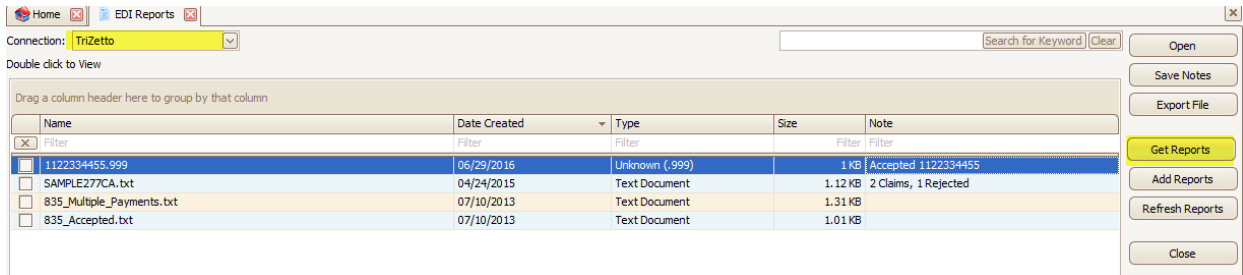 Home EDI Reports
Connection: TriZetto Search for Keyword Clear
Double click to View
Drag a column header here to group by that column
Name Date Created Type Size Note
Filter Filter Filter Filter Filter
1122334455.999 06/29/2016 Unknown (.999) 1 KB Accepted 1122334455
SAMPLE277CA.txt 04/24/2015 Text Document 1.12 KB 2 Claims, 1 Rejected
835_Multiple_Payments.txt 07/10/2013 Text Document 1.31 KB
835_Accepted.txt 07/10/2013 Text Document 1.01 KB
Open
Save Notes
Export File
Get Reports
Add Reports
Refresh Reports
Close